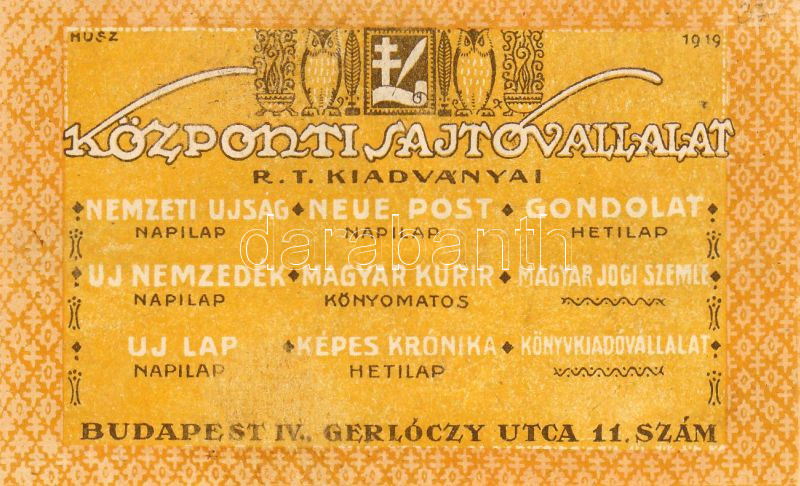 HUSZ 1919
KÖZPONTI SAJTÓVÁLLALAT
R. T. KIADVÁNYAI
NEMZETI UJSÁG NEUE POST GONDOLAT
NAPILAP NAPILAP HETILAP
darabanth
UJ NEMZEDÉK MAGYAR KURIR MAGYAR JOGI SZEMLE
NAPILAP KŐNYOMATOS
UJ LAP KÉPES KRÓNIKA KÖNYVKIADÓVÁLLALAT
NAPILAP HETILAP
BUDAPEST IV., GERLÓCZY UTCA 11. SZÁM